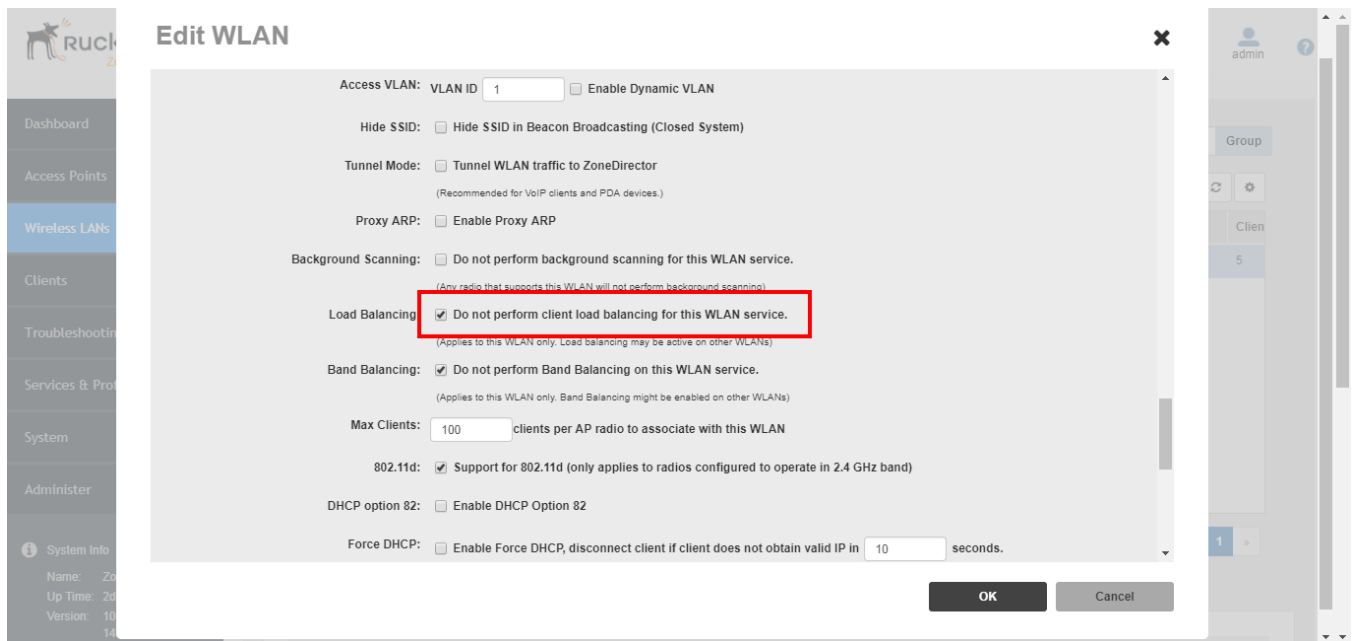 Edit WLAN
admin
Access VLAN: VLAN ID 1 Enable Dynamic VLAN
Dashboard
Hide SSID: Hide SSID in Beacon Broadcasting (Closed System)
Group
Tunnel Mode: Tunnel WLAN traffic to ZoneDirector
Access Points
(Recommended for VoIP clients and PDA devices.)
Proxy ARP: Enable Proxy ARP
Wireless LANs
Clien
Background Scanning: Do not perform background scanning for this WLAN service.
5
Clients
(Any radio that supports this WLAN will not perform background scanning)
Load Balancing Do not perform client load balancing for this WLAN service.
Troubleshootin
(Applies to this WLAN only. Load balancing may be active on other WLANs)
Band Balancing: Do not perform Band Balancing on this WLAN service.
Services & Prof
(Applies to this WLAN only. Band Balancing might be enabled on other WLANs)
Max Clients: 100 clients per AP radio to associate with this WLAN
System
802.11d: Support for 802.11d (only applies to radios configured to operate in 2.4 GHz band)
Administer
DHCP option 82: Enable DHCP Option 82
Force DHCP: Enable Force DHCP, disconnect client if client does not obtain valid IP in 10 seconds.
System Info
1 »
Name: Zo
Up Time: 2d
OK Cancel
Version: 10
14